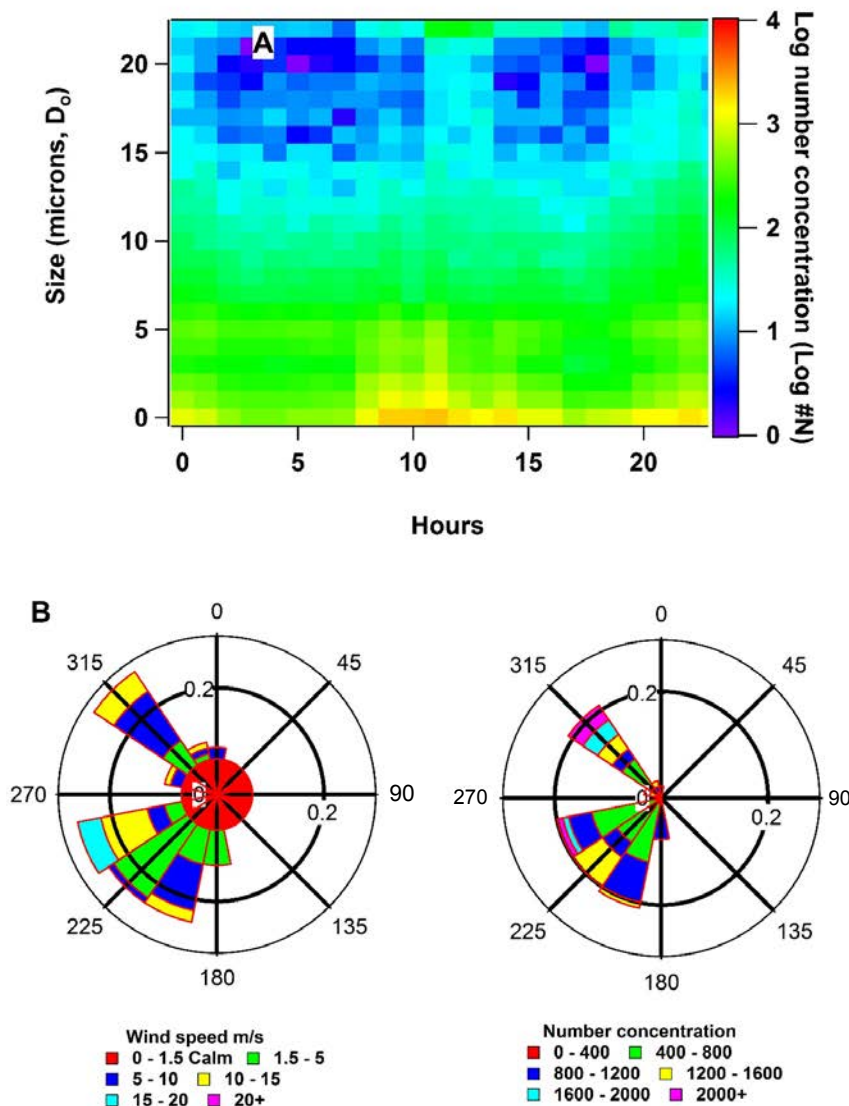 A
Size (microns, Dₒ)
20
15
10
5
0
0
5
10
15
20
Hours
4
3
2
1
0
Log number concentration (Log #N)
B
0
45
90
135
180
225
270
315
0.2
0.2
0
Wind speed m/s
0 - 1.5 Calm
1.5 - 5
5 - 10
10 - 15
15 - 20
20+
0
45
90
135
180
225
270
315
0.2
0.2
0
Number concentration
0 - 400
400 - 800
800 - 1200
1200 - 1600
1600 - 2000
2000+